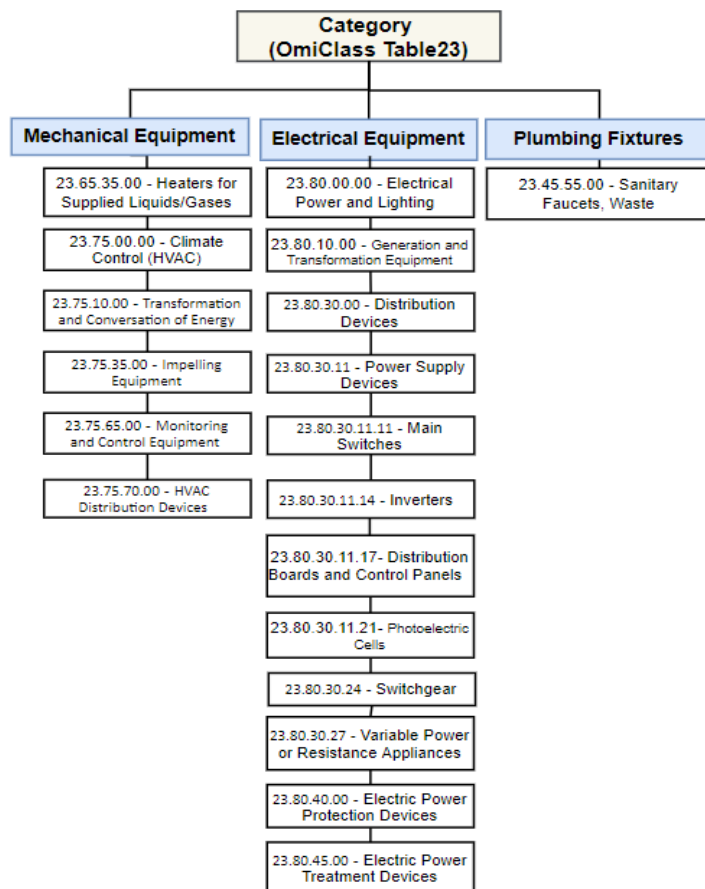 Category
(OmiClass Table23)
Mechanical Equipment
23.65.35.00 - Heaters for
Supplied Liquids/Gases
23.75.00.00 - Climate
Control (HVAC)
23.75.10.00 - Transformation
and Conversation of Energy
23.75.35.00 - Impelling
Equipment
23.75.65.00 - Monitoring
and Control Equipment
23.75.70.00 - HVAC
Distribution Devices
Electrical Equipment
23.80.00.00 - Electrical
Power and Lighting
23.80.10.00 - Generation and
Transformation Equipment
23.80.30.00 - Distribution
Devices
23.80.30.11 - Power Supply
Devices
23.80.30.11.11 - Main
Switches
23.80.30.11.14 - Inverters
23.80.30.11.17- Distribution
Boards and Control Panels
23.80.30.11.21- Photoelectric
Cells
23.80.30.24 - Switchgear
23.80.30.27 - Variable Power
or Resistance Appliances
23.80.40.00 - Electric Power
Protection Devices
23.80.45.00 - Electric Power
Treatment Devices
Plumbing Fixtures
23.45.55.00 - Sanitary
Faucets, Waste